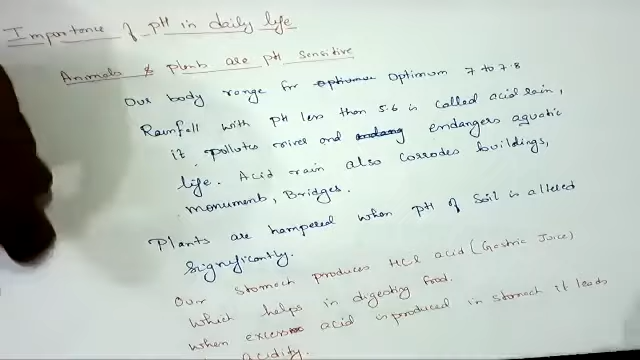 Importance of pH in daily life
Animals & plants are pH sensitive
Our body range for optimum 7 to 7.8
Rainfall with pH less than 5.6 is called acid rain,
it pollutes river and endangers aquatic
life. Acid rain also corrodes buildings,
monuments, Bridges.
Plants are hampered when pH of Soil is alleled
significantly.
Our stomach produces HCl acid (Gastric Juice)
which helps in digesting food.
when excess acid is produced in stomach it leads
acidity.